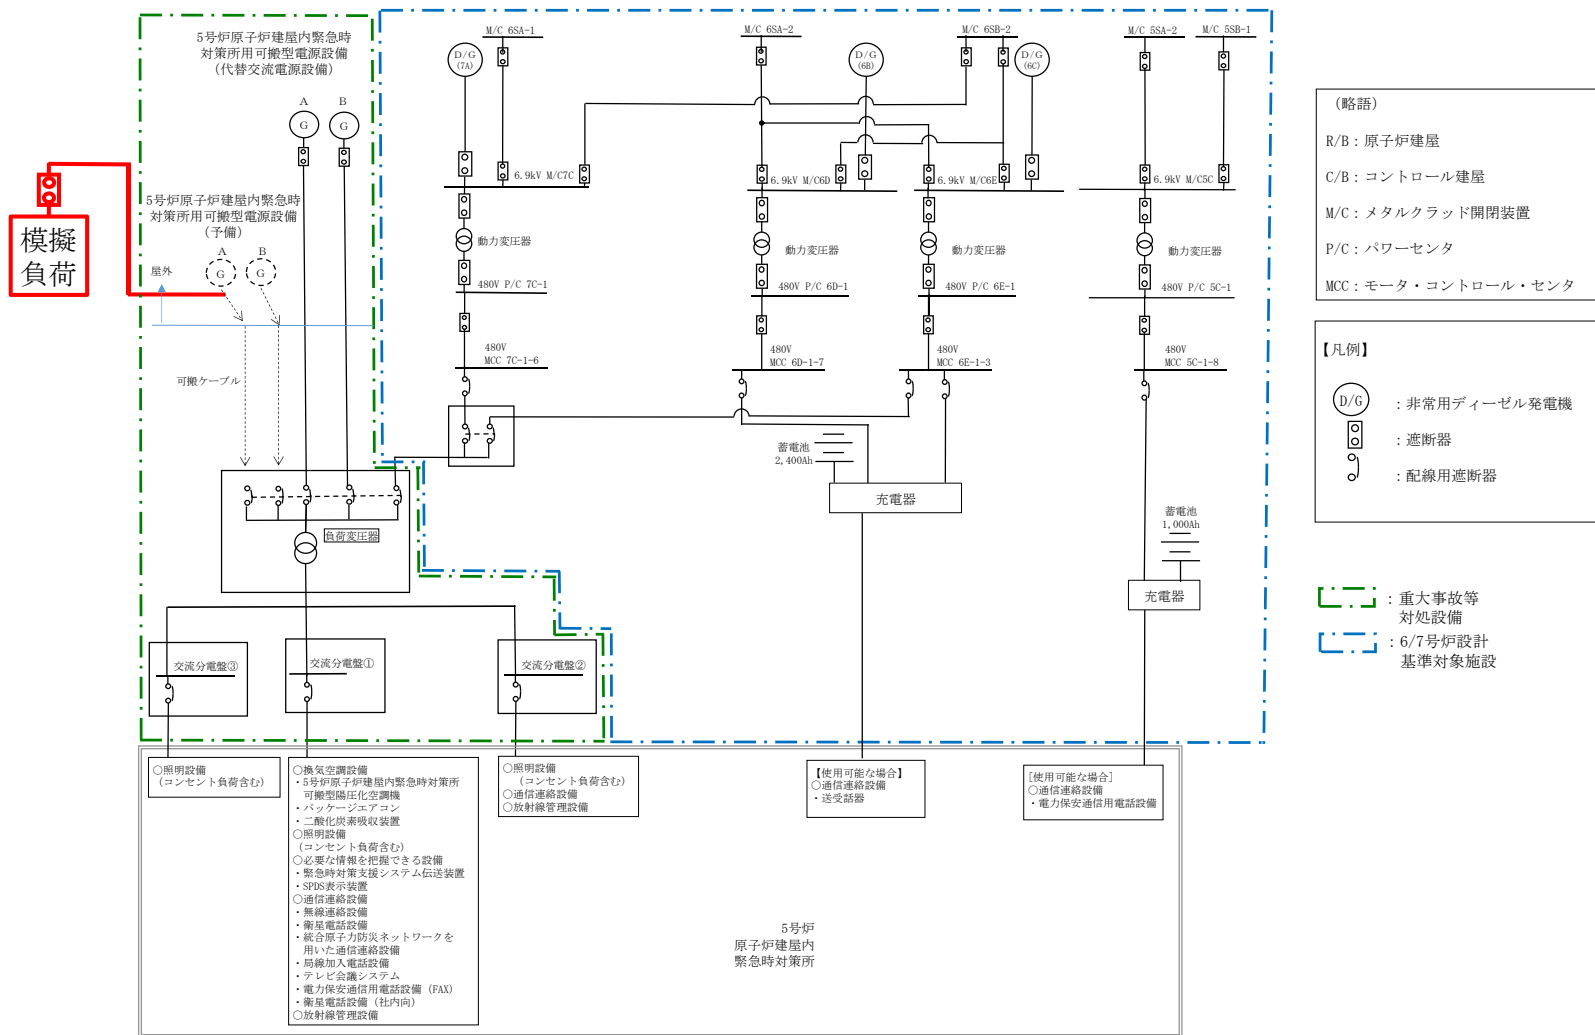 5号炉原子炉建屋内緊急時
対策所用可搬型電源設備
(代替交流電源設備)
A
B
G
G
模擬
負荷
5号炉原子炉建屋内緊急時
対策所用可搬型電源設備
(予備)
A
B
G
G
屋外
可搬ケーブル
負荷変圧器
交流分電盤③
交流分電盤①
交流分電盤②
M/C 6SA-1
D/G
(7A)
6.9kV M/C7C
動力変圧器
480V P/C 7C-1
480V
MCC 7C-1-6
M/C 6SA-2
D/G
(6B)
M/C 6SB-2
D/G
(6C)
6.9kV M/C6D
6.9kV M/C6E
動力変圧器
動力変圧器
480V P/C 6D-1
480V P/C 6E-1
480V
MCC 6D-1-7
480V
MCC 6E-1-3
蓄電池
2,400Ah
充電器
M/C 5SA-2
M/C 5SB-1
6.9kV M/C5C
動力変圧器
480V P/C 5C-1
480V
MCC 5C-1-8
蓄電池
1,000Ah
充電器
○照明設備
(コンセント負荷含む)
○換気空調設備
・5号炉原子炉建屋内緊急時対策所
可搬型陽圧化空調機
・パッケージエアコン
・二酸化炭素吸収装置
○照明設備
(コンセント負荷含む)
○必要な情報を把握できる設備
・緊急時対策支援システム伝送装置
・SPDS表示装置
○通信連絡設備
・無線連絡設備
・衛星電話設備
・統合原子力防災ネットワークを
用いた通信連絡設備
・局線加入電話設備
・テレビ会議システム
・電力保安通信用電話設備(FAX)
・衛星電話設備(社内向)
○放射線管理設備
○照明設備
(コンセント負荷含む)
○通信連絡設備
○放射線管理設備
【使用可能な場合】
○通信連絡設備
・送受話器
[使用可能な場合]
○通信連絡設備
・電力保安通信用電話設備
5号炉
原子炉建屋内
緊急時対策所
(略語)
R/B:原子炉建屋
C/B:コントロール建屋
M/C:メタルクラッド開閉装置
P/C:パワーセンタ
MCC:モータ・コントロール・センタ
【凡例】
D/G
:非常用ディーゼル発電機
:遮断器
:配線用遮断器
:重大事故等
対処設備
:6/7号炉設計
基準対象施設